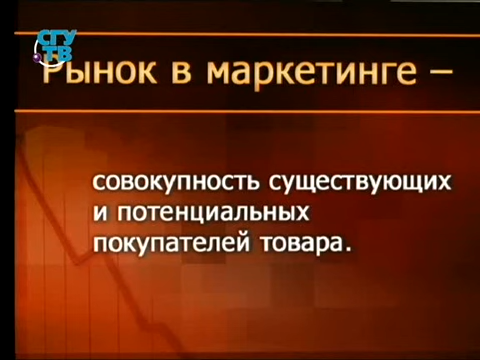 СГУ
ТВ
Рынок в маркетинге –
совокупность существующих
и потенциальных
покупателей товара.